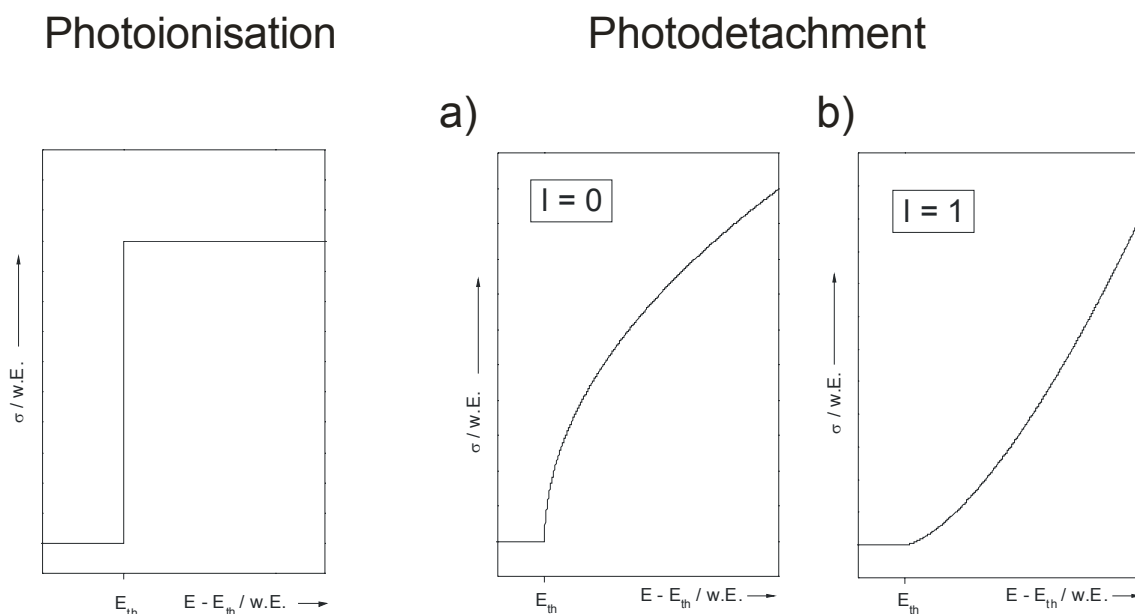 Photoionisation
Photodetachment
a)
b)
l = 0
l = 1
σ / w.E.
σ / w.E.
σ / w.E.
E_th
E - E_th / w.E.
E_th
E - E_th / w.E.
E_th
E - E_th / w.E.